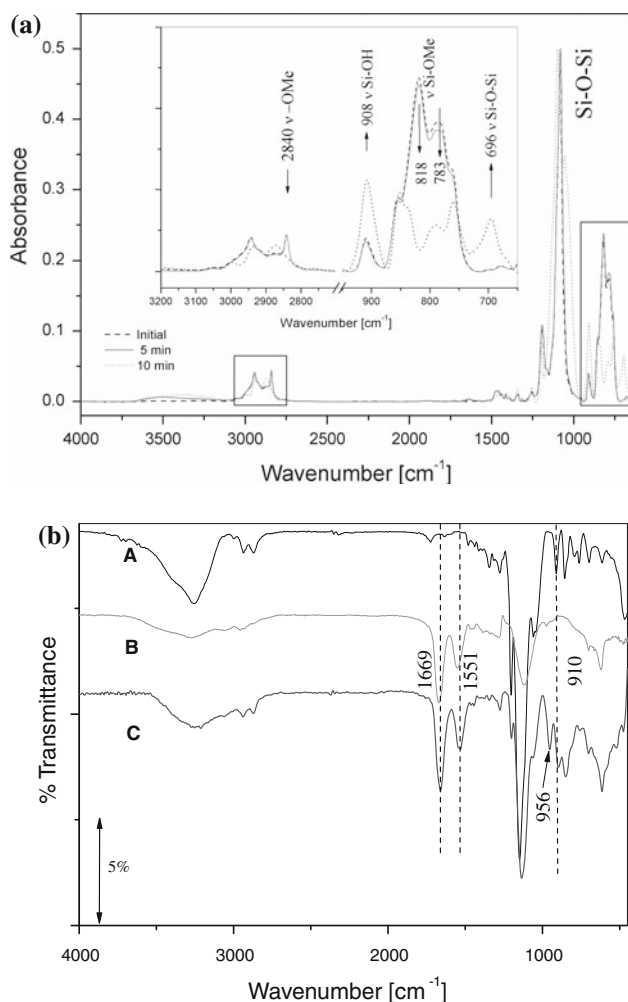 (a)
Absorbance
0.5
0.4
0.3
0.2
0.1
0.0
2840 ν –OMe
908 ν Si-OH
ν Si-OMe
818
783
696 ν Si-O-Si
Si-O-Si
3200 3100 3000 2900 2800 900 800 700
Wavenumber [cm⁻¹]
Initial
5 min
10 min
4000 3500 3000 2500 2000 1500 1000
Wavenumber [cm⁻¹]
(b)
% Transmittance
A
B
C
1669
1551
910
956
5%
4000 3000 2000 1000
Wavenumber [cm⁻¹]